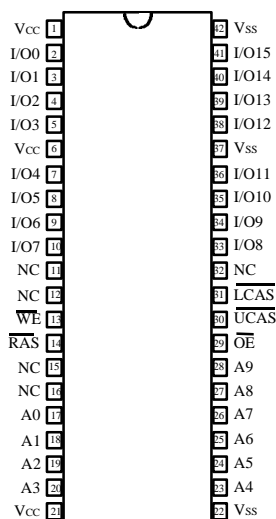 Vcc 1 42 Vss
I/O0 2 41 I/O15
I/O1 3 40 I/O14
I/O2 4 39 I/O13
I/O3 5 38 I/O12
Vcc 6 37 Vss
I/O4 7 36 I/O11
I/O5 8 35 I/O10
I/O6 9 34 I/O9
I/O7 10 33 I/O8
NC 11 32 NC
NC 12 31 LCAS
WE 13 30 UCAS
RAS 14 29 OE
NC 15 28 A9
NC 16 27 A8
A0 17 26 A7
A1 18 25 A6
A2 19 24 A5
A3 20 23 A4
Vcc 21 22 Vss